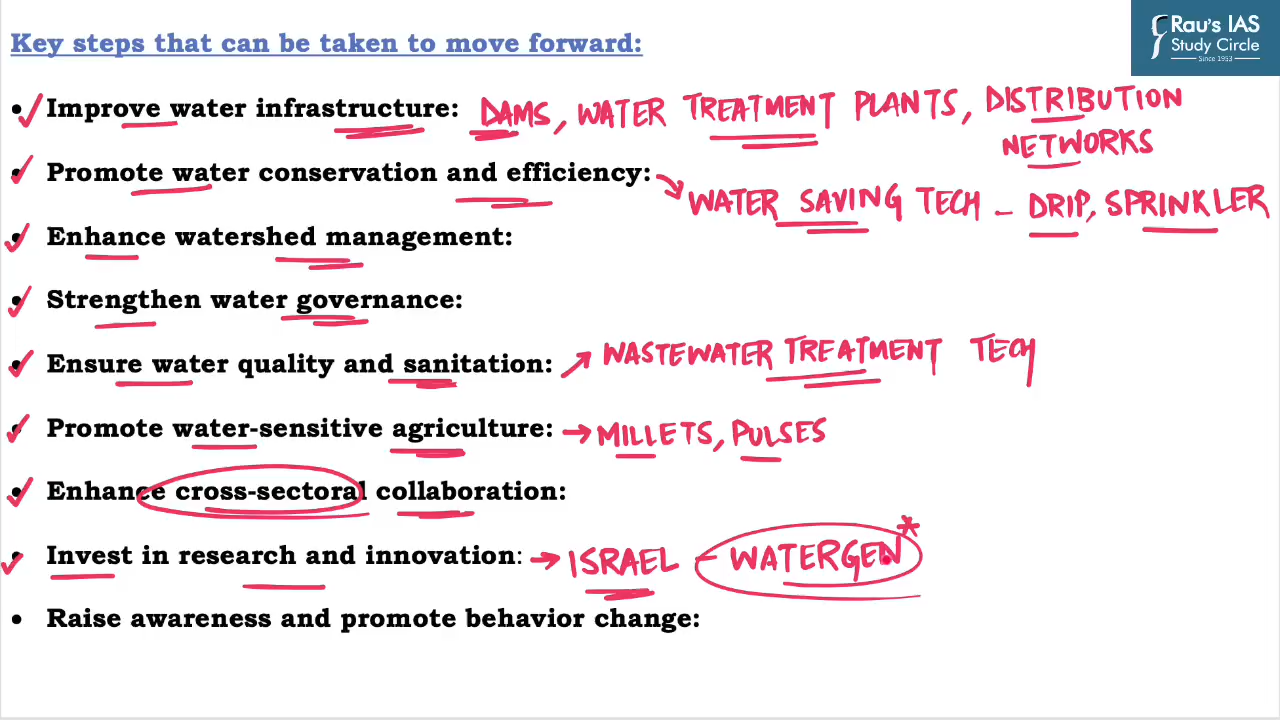 Key steps that can be taken to move forward:
Rau's IAS
Study Circle
Since 1953
• Improve water infrastructure: DAMS, WATER TREATMENT PLANTS, DISTRIBUTION
NETWORKS
• Promote water conservation and efficiency:
WATER SAVING TECH - DRIP, SPRINKLER
• Enhance watershed management:
• Strengthen water governance:
• Ensure water quality and sanitation: WASTEWATER TREATMENT TECH
• Promote water-sensitive agriculture: → MILLETS, PULSES
• Enhance cross-sectoral collaboration:
• Invest in research and innovation: → ISRAEL - WATERGEN*
• Raise awareness and promote behavior change: